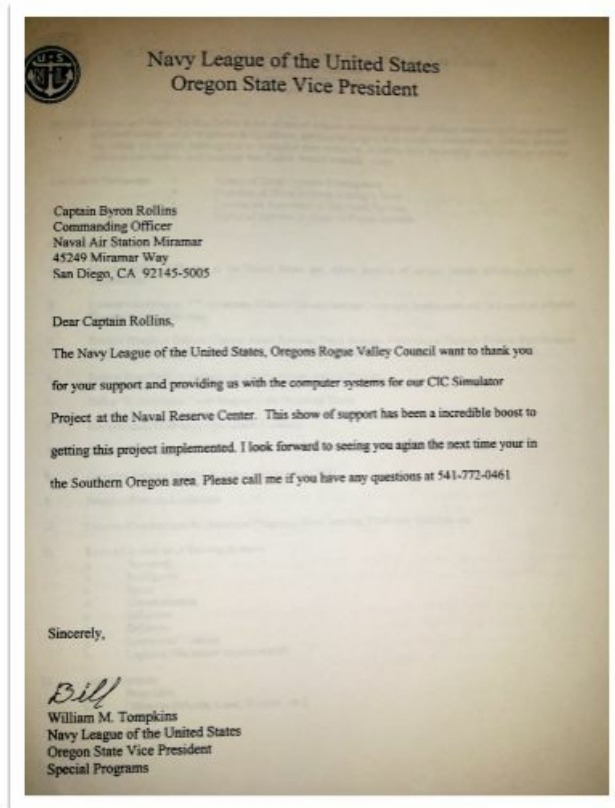 U·S
Navy League of the United States
Oregon State Vice President
Captain Byron Rollins
Commanding Officer
Naval Air Station Miramar
45249 Miramar Way
San Diego, CA 92145-5005
Dear Captain Rollins,
The Navy League of the United States, Oregons Rogue Valley Council want to thank you
for your support and providing us with the computer systems for our CIC Simulator
Project at the Naval Reserve Center. This show of support has been a incredible boost to
getting this project implemented. I look forward to seeing you agian the next time your in
the Southern Oregon area. Please call me if you have any questions at 541-772-0461
Sincerely,
Bill
William M. Tompkins
Navy League of the United States
Oregon State Vice President
Special Programs